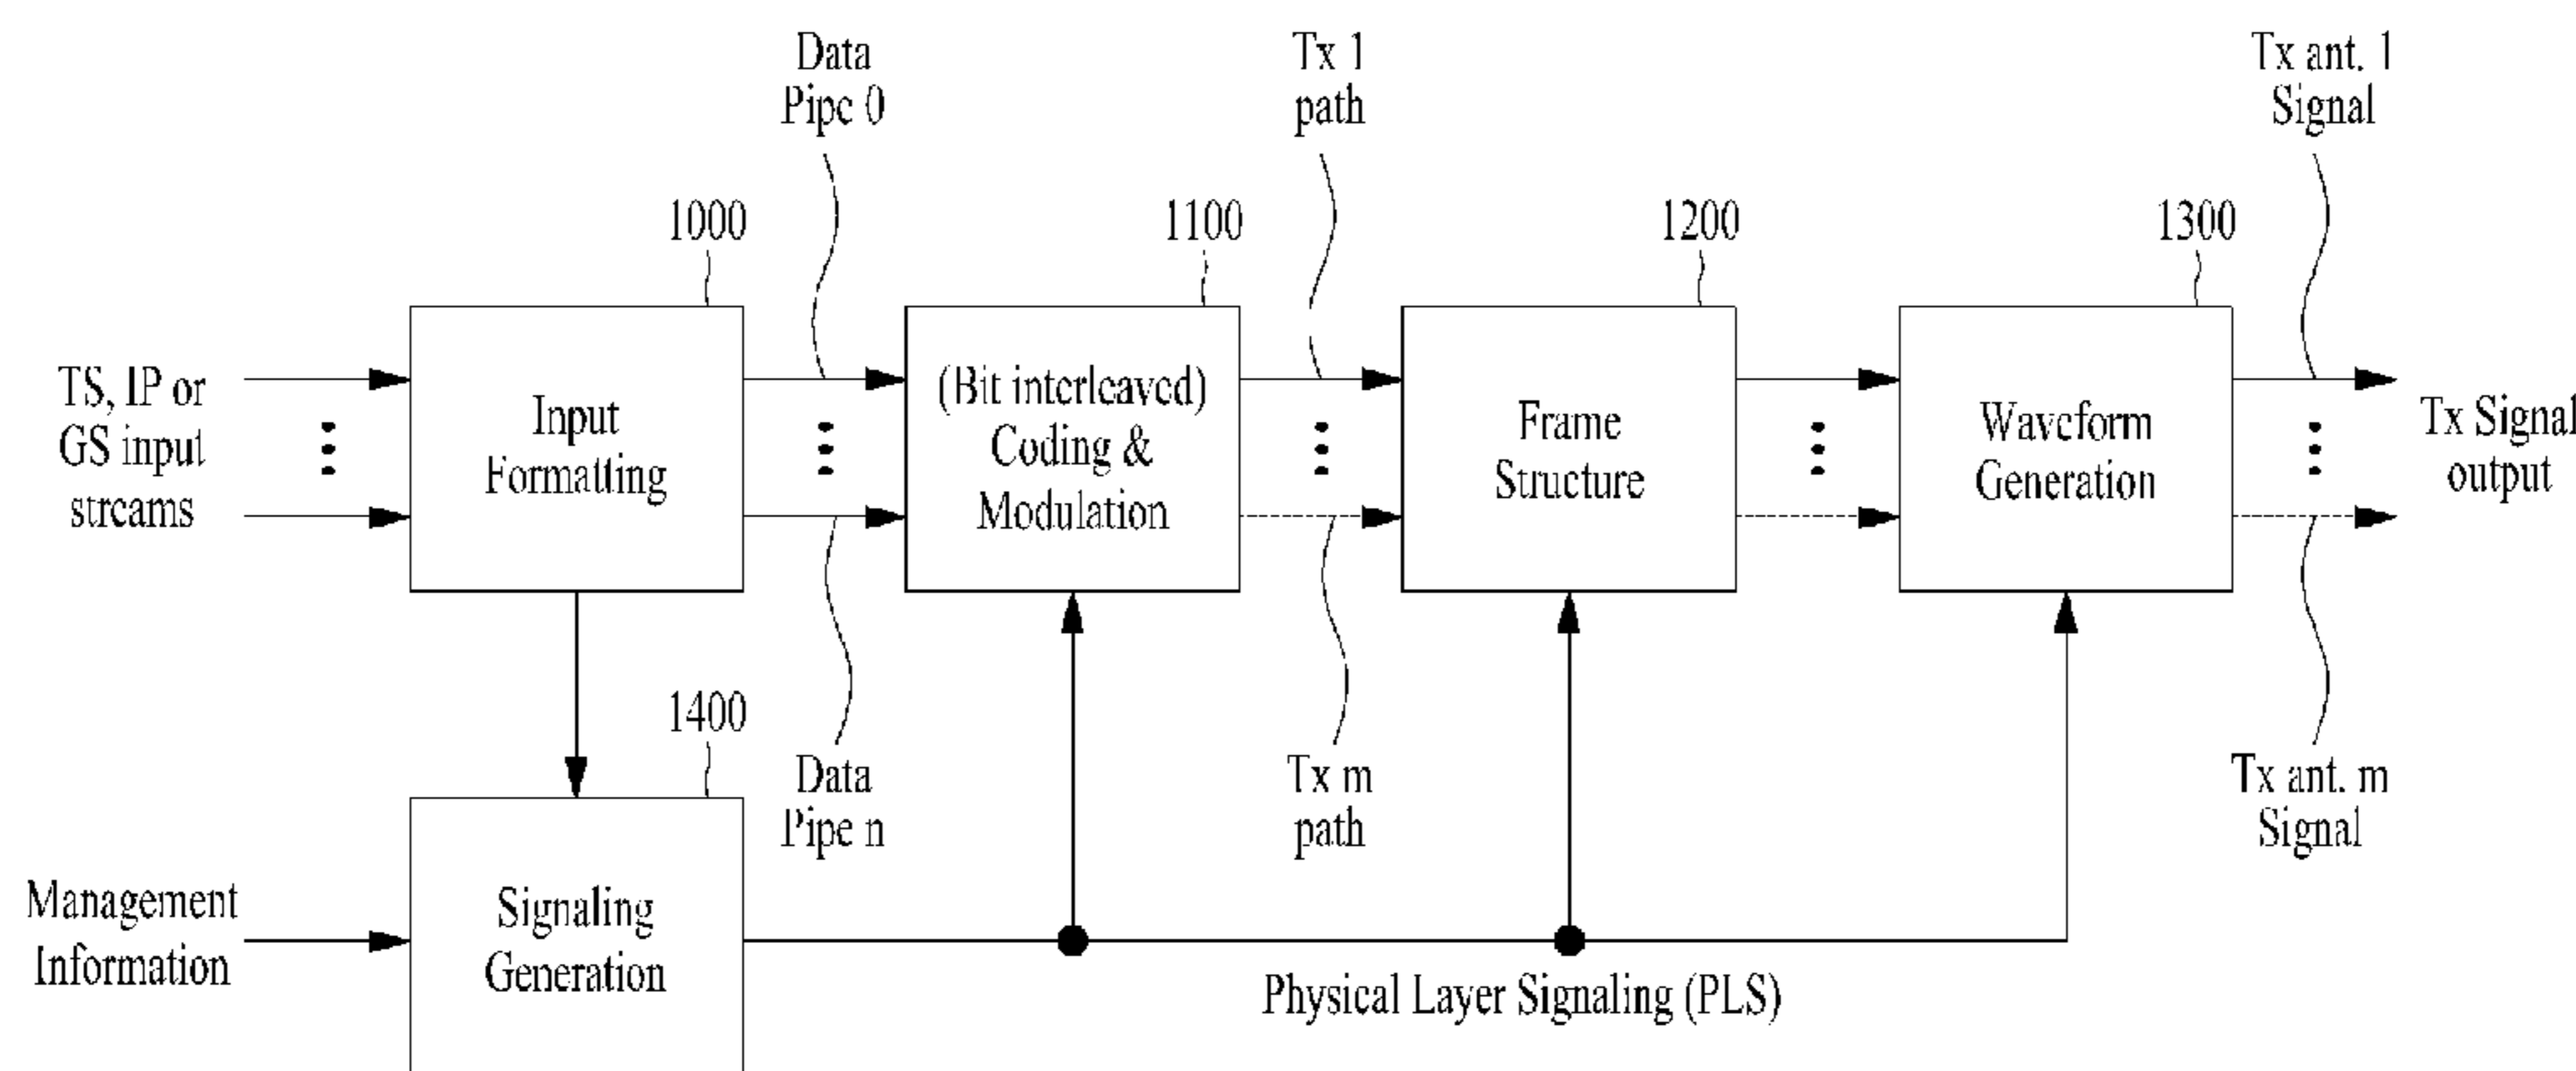 Data
Pipe 0
Tx 1
path
Tx ant. 1
Signal
1000
1100
1200
1300
TS, IP or
GS input
streams
Input
Formatting
(Bit interleaved)
Coding &
Modulation
Frame
Structure
Waveform
Generation
Tx Signal
output
1400
Data
Pipe n
Tx m
path
Tx ant. m
Signal
Management
Information
Signaling
Generation
Physical Layer Signaling (PLS)